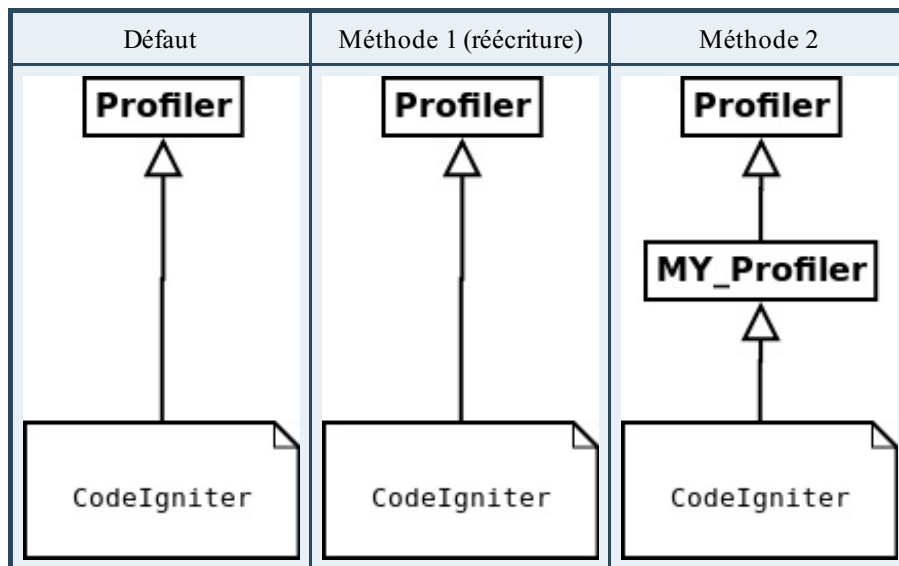 Défaut
Méthode 1 (réécriture)
Méthode 2
Profiler
Profiler
Profiler
MY_Profiler
CodeIgniter
CodeIgniter
CodeIgniter